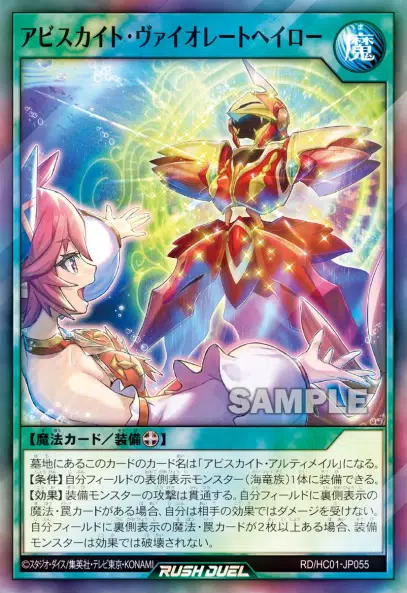 アビスカイト・ヴァイオレートヘイロー
魔
SAMPLE
【魔法カード／装備】
墓地にあるこのカードのカード名は「アビスカイト・アルティメイル」になる。
【条件】自分フィールドの表側表示モンスター(海竜族)1体に装備できる。
【効果】装備モンスターの攻撃は貫通する。自分フィールドに裏側表示の
魔法・罠カードがある場合、自分は相手の効果ではダメージを受けない。
自分フィールドに裏側表示の魔法・罠カードが2枚以上ある場合、装備
モンスターは効果では破壊されない。
©スタジオ・ダイス/集英社・テレビ東京・KONAMI
RUSH DUEL
RD/HC01-JP055